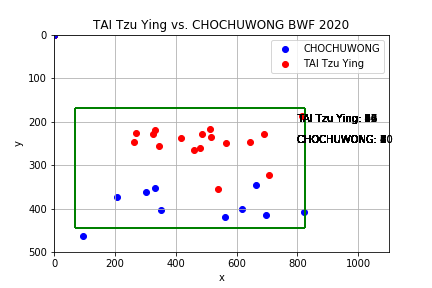 TAI Tzu Ying vs. CHOCHUWONG BWF 2020
CHOCHUWONG
TAI Tzu Ying
TAI Tzu Ying:
CHOCHUWONG:
0
100
200
300
400
500
y
0
200
400
600
800
1000
x